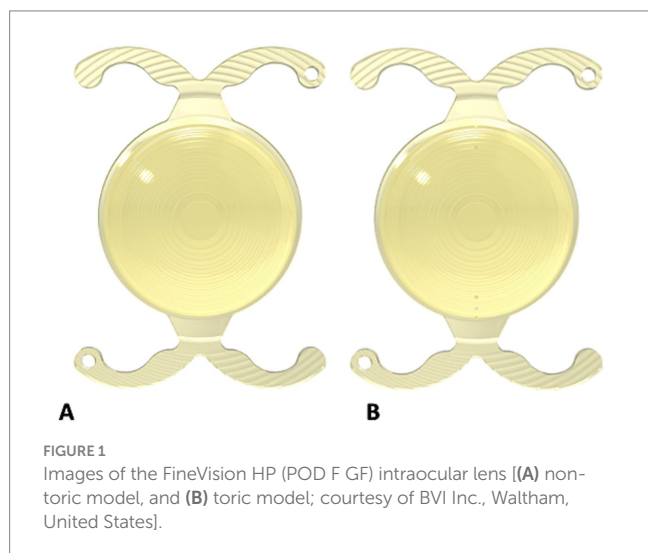 A
B
FIGURE 1
Images of the FineVision HP (POD F GF) intraocular lens [(A) non-
toric model, and (B) toric model; courtesy of BVI Inc., Waltham,
United States].